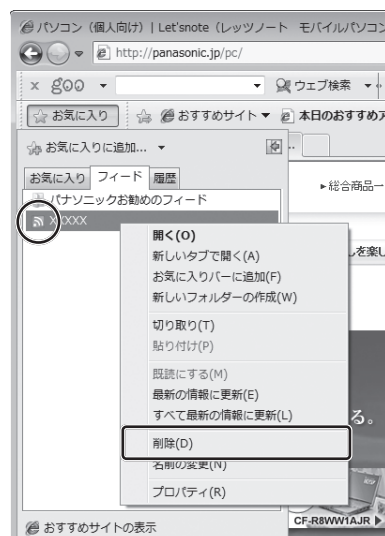 パソコン（個人向け）| Let'snote（レッツノート モバイルパソコン
http://panasonic.jp/pc/
x goo ウェブ検索
お気に入り おすすめサイト ▼ 本日のおすすめア
お気に入りに追加... ▼
お気に入り フィード 履歴
▶総合商品一
パナソニックお勧めのフィード
XXXXX
開く(O)
新しいタブで開く(A)
お気に入りバーに追加(F)
新しいフォルダーの作成(W)
を楽し
切り取り(T)
貼り付け(P)
既読にする(M)
最新の情報に更新(E)
すべて最新の情報に更新(L)
る。
削除(D)
名前の変更(N)
プロパティ(R)
おすすめサイトの表示
CF-R8WW1AJR ▶